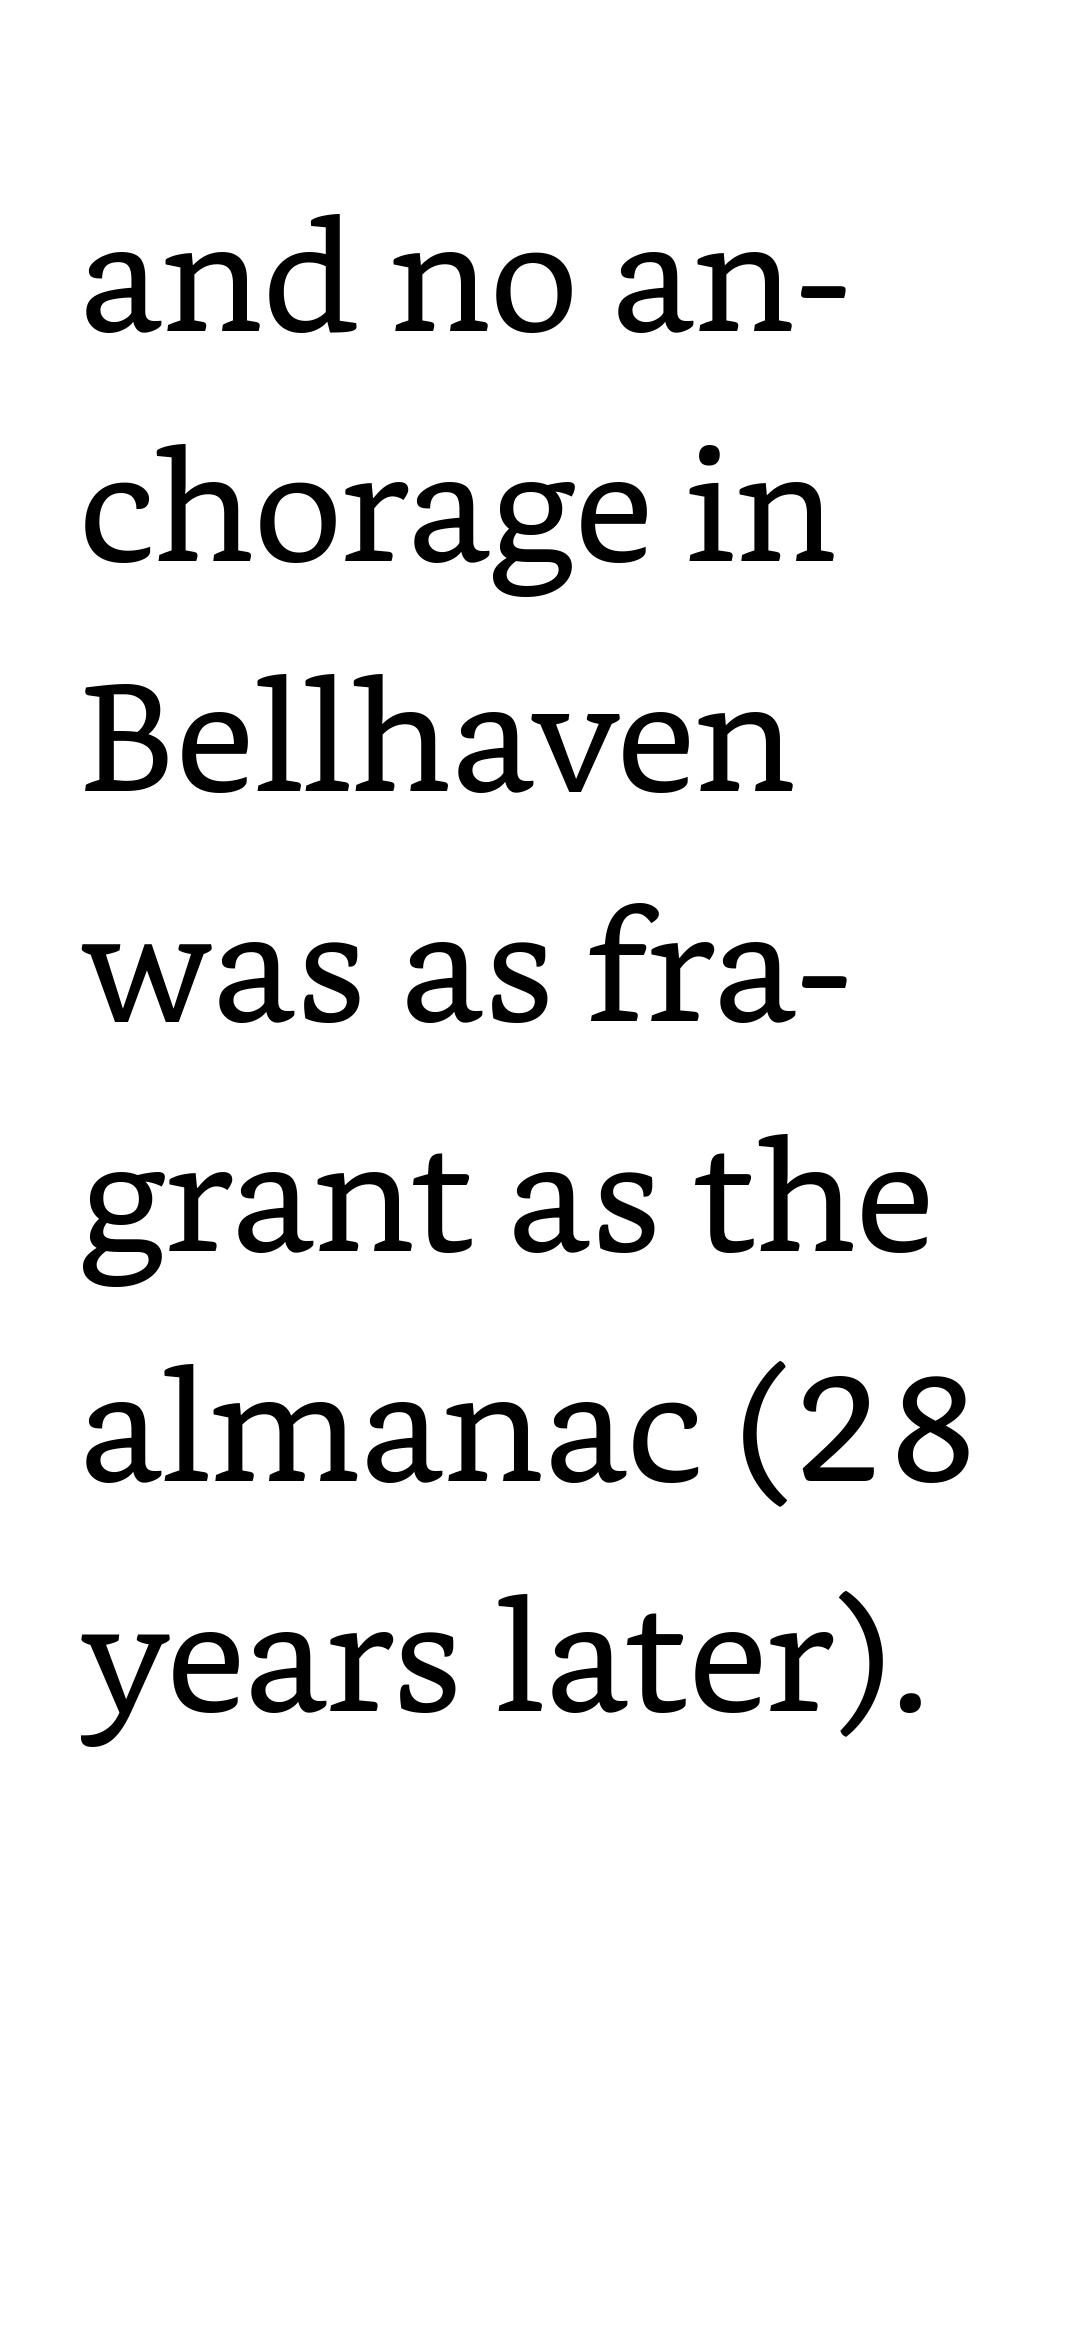 and no an-
chorage in
Bellhaven
was as fra-
grant as the
almanac (28
years later).